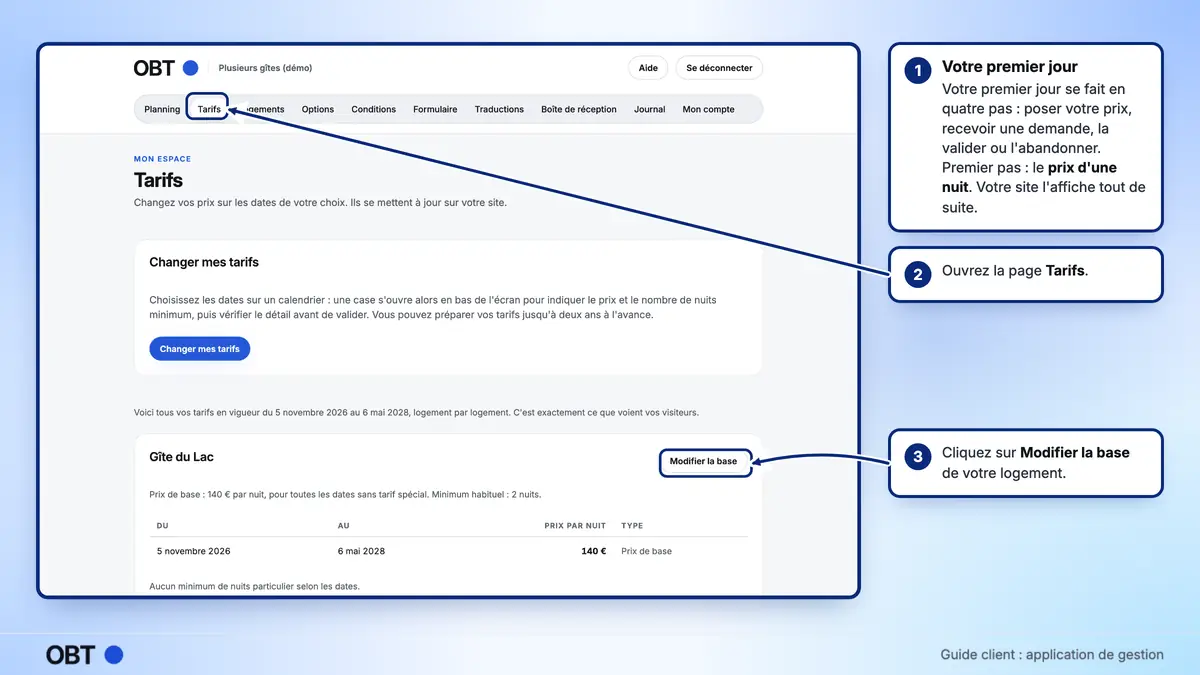 OBT
Plusieurs gîtes (démo)
Aide
Se déconnecter
Planning
Tarifs
Options
Conditions
Formulaire
Traductions
Boîte de réception
Journal
Mon compte
MON ESPACE
Tarifs
Changez vos prix sur les dates de votre choix. Ils se mettent à jour sur votre site.
Changer mes tarifs
Choisissez les dates sur un calendrier : une case s'ouvre alors en bas de l'écran pour indiquer le prix et le nombre de nuits
minimum, puis vérifier le détail avant de valider. Vous pouvez préparer vos tarifs jusqu'à deux ans à l'avance.
Changer mes tarifs
Voici tous vos tarifs en vigueur du 5 novembre 2026 au 6 mai 2028, logement par logement. C'est exactement ce que voient vos visiteurs.
Gîte du Lac
Modifier la base
Prix de base : 140 € par nuit, pour toutes les dates sans tarif spécial. Minimum habituel : 2 nuits.
DU AU PRIX PAR NUIT TYPE
5 novembre 2026 6 mai 2028 140 € Prix de base
Aucun minimum de nuits particulier selon les dates.
1 Votre premier jour
Votre premier jour se fait en
quatre pas : poser votre prix,
recevoir une demande, la
valider ou l'abandonner.
Premier pas : le prix d'une
nuit. Votre site l'affiche tout de
suite.
2 Ouvrez la page Tarifs.
3 Cliquez sur Modifier la base
de votre logement.
OBT
Guide client : application de gestion